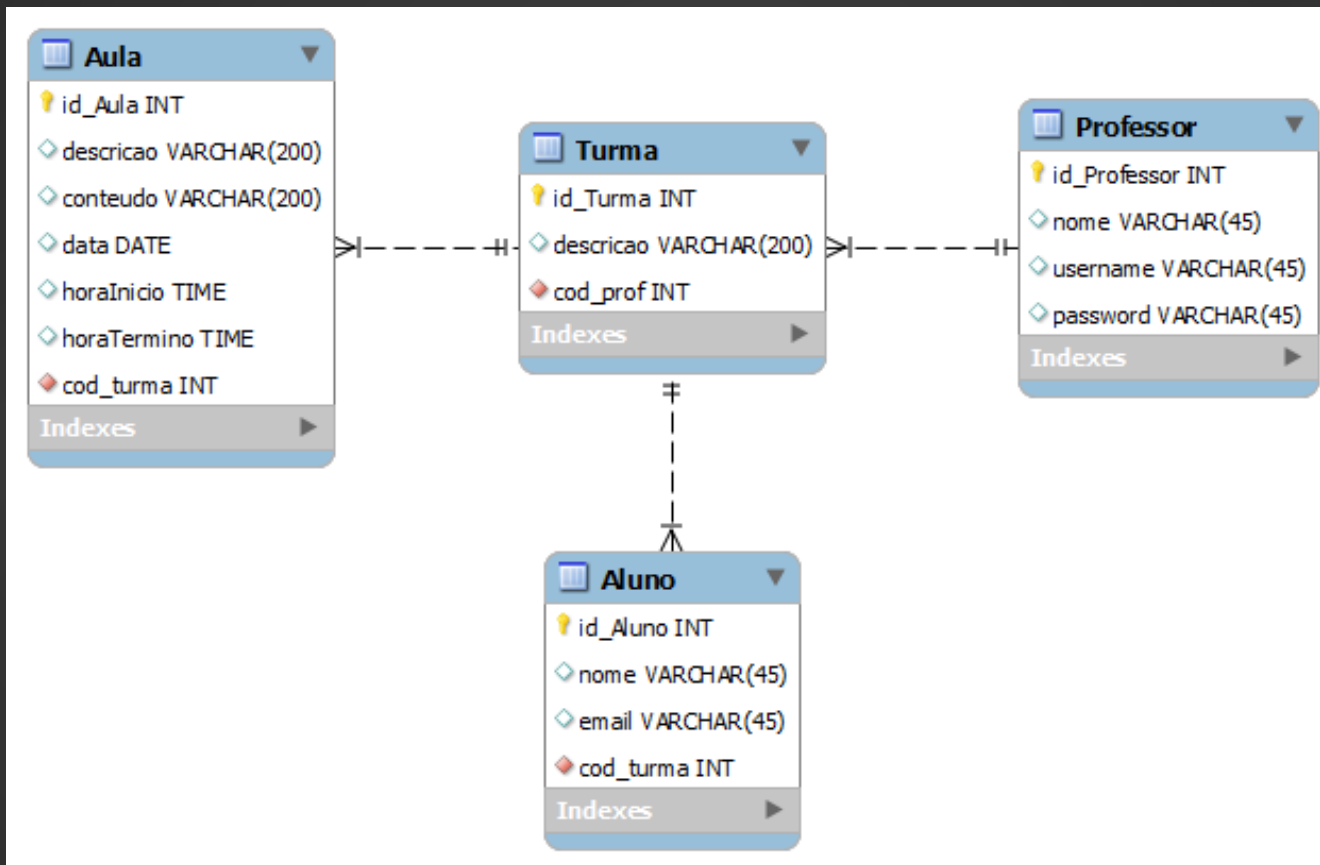 Aula
id_Aula INT
descricao VARCHAR(200)
conteudo VARCHAR(200)
data DATE
horaInicio TIME
horaTermino TIME
cod_turma INT
Indexes
Turma
id_Turma INT
descricao VARCHAR(200)
cod_prof INT
Indexes
Professor
id_Professor INT
nome VARCHAR(45)
username VARCHAR(45)
password VARCHAR(45)
Indexes
Aluno
id_Aluno INT
nome VARCHAR(45)
email VARCHAR(45)
cod_turma INT
Indexes